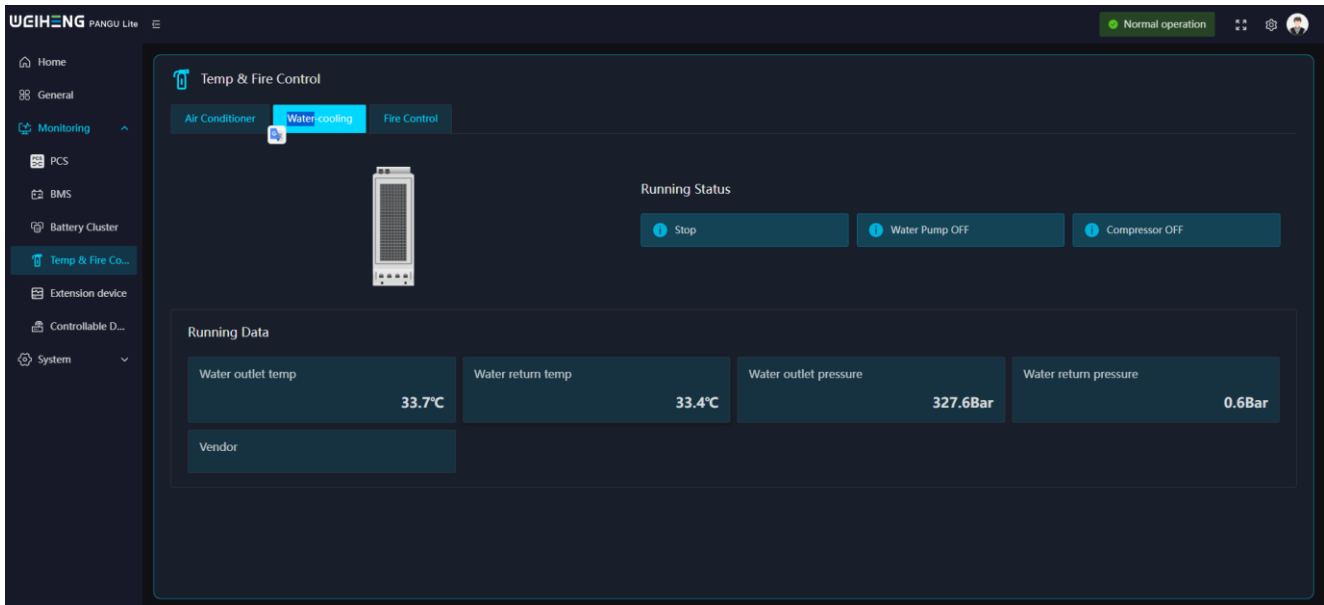 WEIHENG PANGU Lite
Normal operation
Home
General
Monitoring
PCS
BMS
Battery Cluster
Temp & Fire Co...
Extension device
Controllable D...
System
Temp & Fire Control
Air Conditioner Water-cooling Fire Control
Running Status
Stop Water Pump OFF Compressor OFF
Running Data
Water outlet temp Water return temp Water outlet pressure Water return pressure
33.7℃ 33.4℃ 327.6Bar 0.6Bar
Vendor